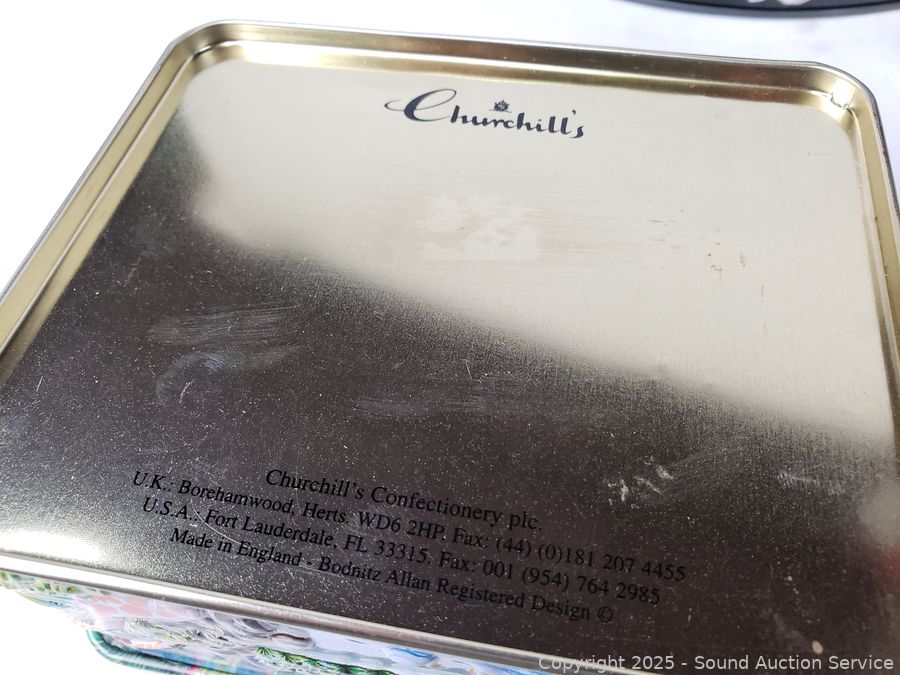 Churchill's
Churchill's Confectionery plc.
U.K.: Borehamwood, Herts. WD6 2HP. Fax: (44) (0)181 207 4455
U.S.A.: Fort Lauderdale, FL 33315. Fax: 001 (954) 764 2985
Made in England - Bodnitz Allan Registered Design ©
Copyright 2025 - Sound Auction Service